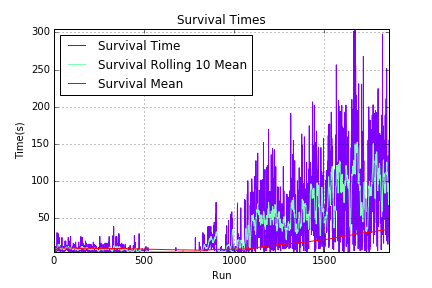 Survival Times
300
250
200
150
100
50
Time(s)
Survival Time
Survival Rolling 10 Mean
Survival Mean
0 500 1000 1500
Run